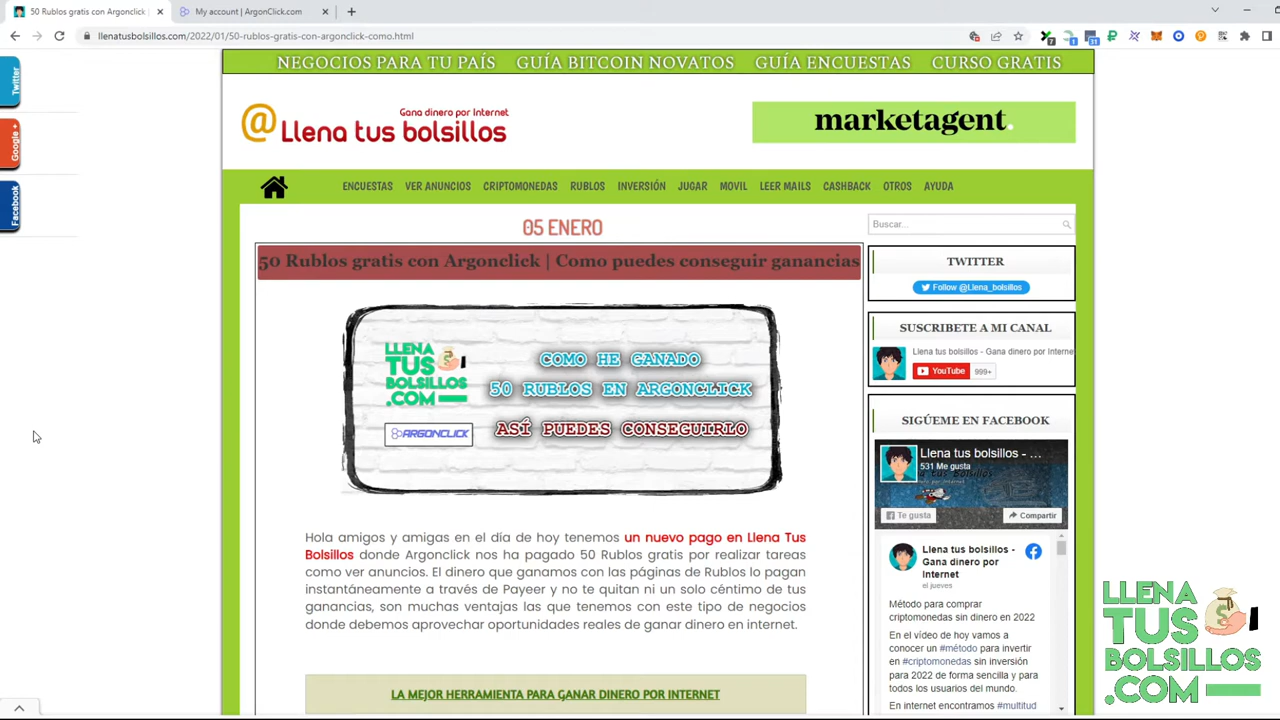 50 Rublos gratis con Argonclick |
My account | ArgonClick.com
llenatusbolsillos.com/2022/01/50-rublos-gratis-con-argonclick-como.html
Twitter
Google +
Facebook
NEGOCIOS PARA TU PAÍS GUÍA BITCOIN NOVATOS GUÍA ENCUESTAS CURSO GRATIS
Gana dinero por Internet
@ Llena tus bolsillos
marketagent.
ENCUESTAS VER ANUNCIOS CRIPTOMONEDAS RUBLOS INVERSIÓN JUGAR MOVIL LEER MAILS CASHBACK OTROS AYUDA
05 ENERO
50 Rublos gratis con Argonclick | Como puedes conseguir ganancias
LLENA
TUS
BOLSILLOS
.COM
ARGONCLICK
COMO HE GANADO
50 RUBLOS EN ARGONCLICK
ASÍ PUEDES CONSEGUIRLO
Hola amigos y amigas en el día de hoy tenemos un nuevo pago en Llena Tus
Bolsillos donde Argonclick nos ha pagado 50 Rublos gratis por realizar tareas
como ver anuncios. El dinero que ganamos con las páginas de Rublos lo pagan
instantáneamente a través de Payeer y no te quitan ni un solo céntimo de tus
ganancias, son muchas ventajas las que tenemos con este tipo de negocios
donde debemos aprovechar oportunidades reales de ganar dinero en internet.
LA MEJOR HERRAMIENTA PARA GANAR DINERO POR INTERNET
Buscar...
TWITTER
Follow @Llena_bolsillos
SUSCRIBETE A MI CANAL
Llena tus bolsillos - Gana dinero por Interne
YouTube 999+
SIGÚEME EN FACEBOOK
Llena tus bolsillos - ...
531 Me gusta
Te gusta
Compartir
Llena tus bolsillos -
Gana dinero por
Internet
el jueves
Método para comprar
criptomonedas sin dinero en 2022
En el vídeo de hoy vamos a
conocer un #método para invertir
en #criptomonedas sin inversión
para 2022 de forma sencilla y para
todos los usuarios del mundo.
En internet encontramos #multitud
LLENA
TUS
BOLSILLOS
.COM